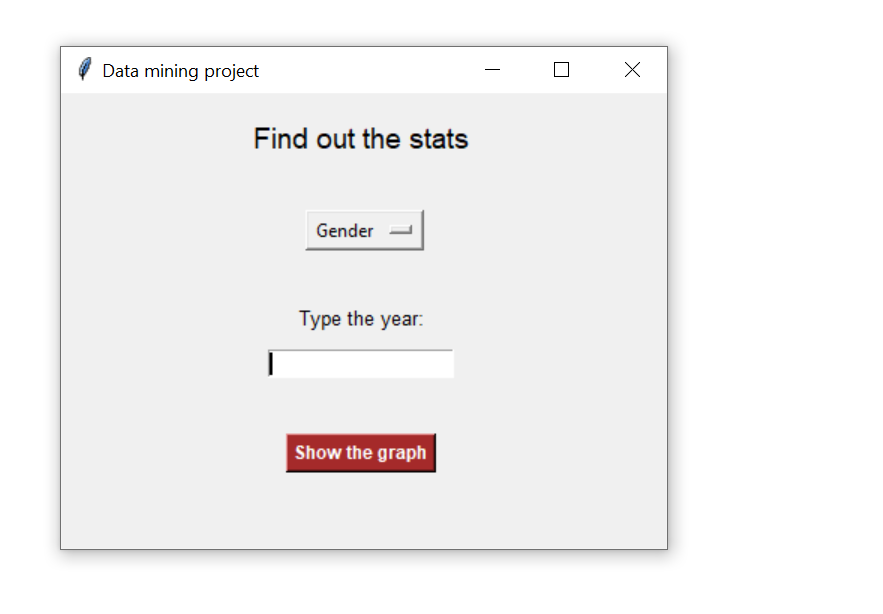 Data mining project
Find out the stats
Gender
Type the year:
Show the graph